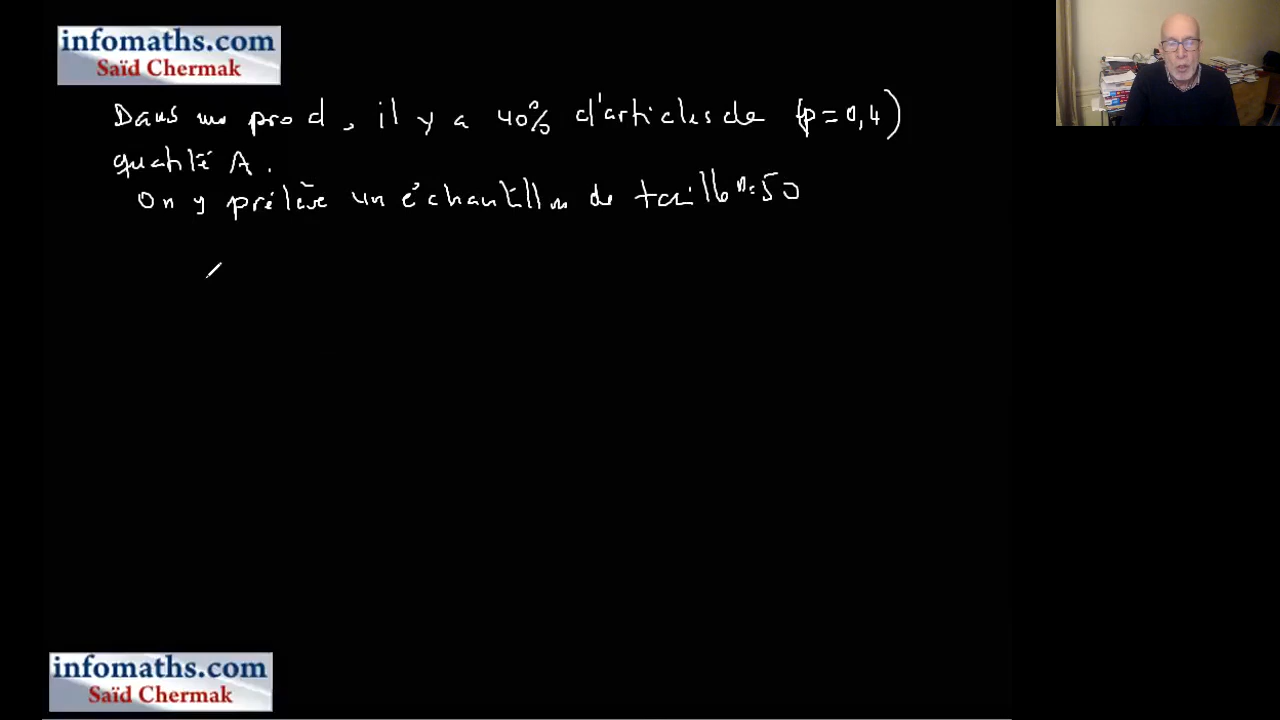 infomaths.com
Saïd Chermak
Dans un prod, il y a 40% d'articles de (p = 0,4)
qualité A.
On y prélève un échantillon de taille n=50
infomaths.com
Saïd Chermak